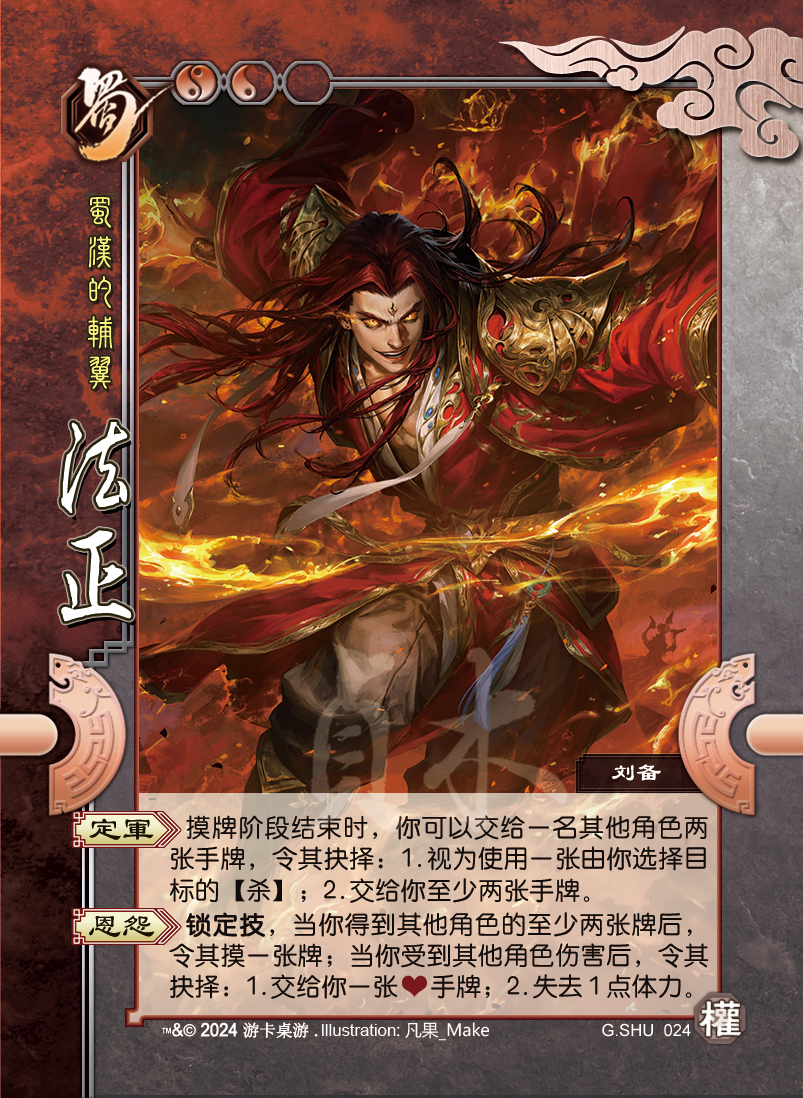 蜀
蜀漢的輔翼
法正
刘备
定軍
摸牌阶段结束时，你可以交给一名其他角色两
张手牌，令其抉择：1.视为使用一张由你选择目
标的【杀】；2.交给你至少两张手牌。
恩怨
锁定技，当你得到其他角色的至少两张牌后，
令其摸一张牌；当你受到其他角色伤害后，令其
抉择：1.交给你一张♥手牌；2.失去1点体力。
™&© 2024 游卡桌游 . Illustration: 凡果_Make
G.SHU 024
權